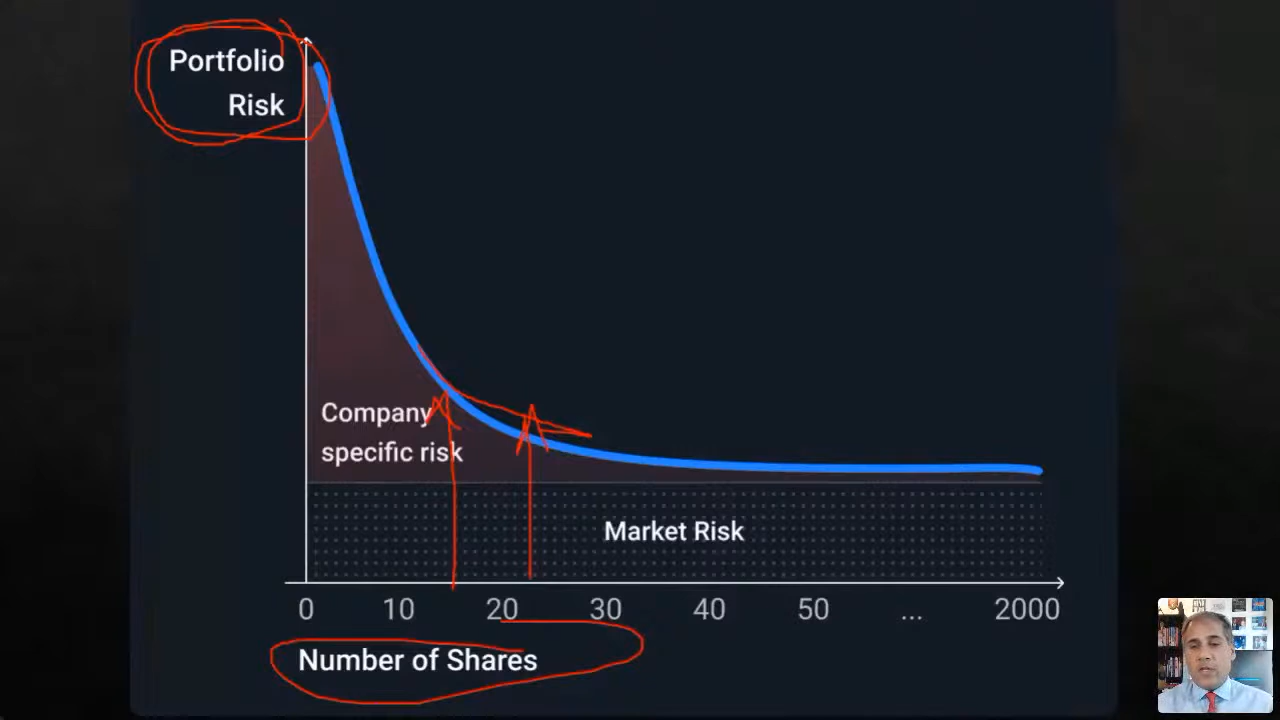 Portfolio
Risk
Company
specific risk
Market Risk
0 10 20 30 40 50 ... 2000
Number of Shares